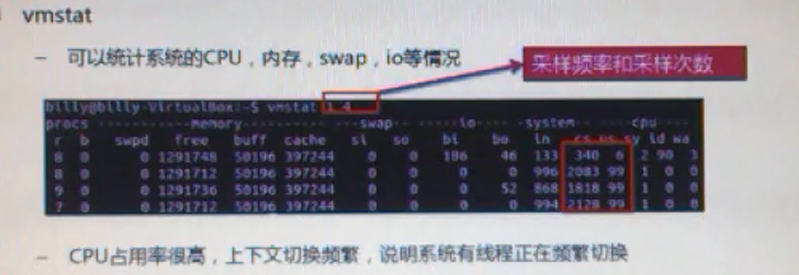 vmstat
– 可以统计系统的CPU，内存，swap，io等情况
采样频率和采样次数
billy@billy-VirtualBox:~$ vmstat 1 4
procs -----------memory---------- ---swap-- -----io---- -system-- ----cpu----
r b swpd free buff cache si so bi bo in cs us sy id wa
8 0 0 1291748 50196 397244 0 0 186 46 133 340 6 2 90 3
8 0 0 1291712 50196 397244 0 0 0 0 996 2083 99 1 0 0
9 0 0 1291736 50196 397244 0 0 0 52 868 1818 99 1 0 0
7 0 0 1291712 50196 397244 0 0 0 0 994 2128 99 1 0 0
– CPU占用率很高，上下文切换频繁，说明系统有线程正在频繁切换